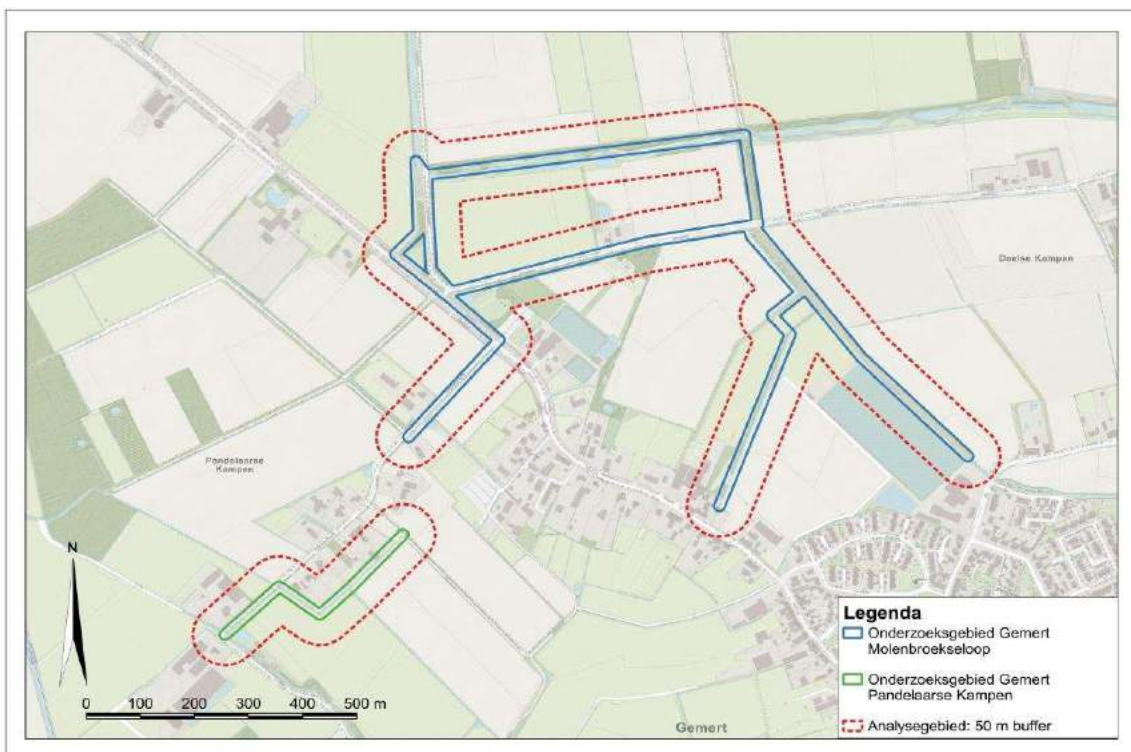 Doelse Kampen
Pandelaarse
Kampen
N
0 100 200 300 400 500 m
Gemert
Legenda
Onderzoeksgebied Gemert
Molenbroekseloop
Onderzoeksgebied Gemert
Pandelaarse Kampen
Analysegebied: 50 m buffer